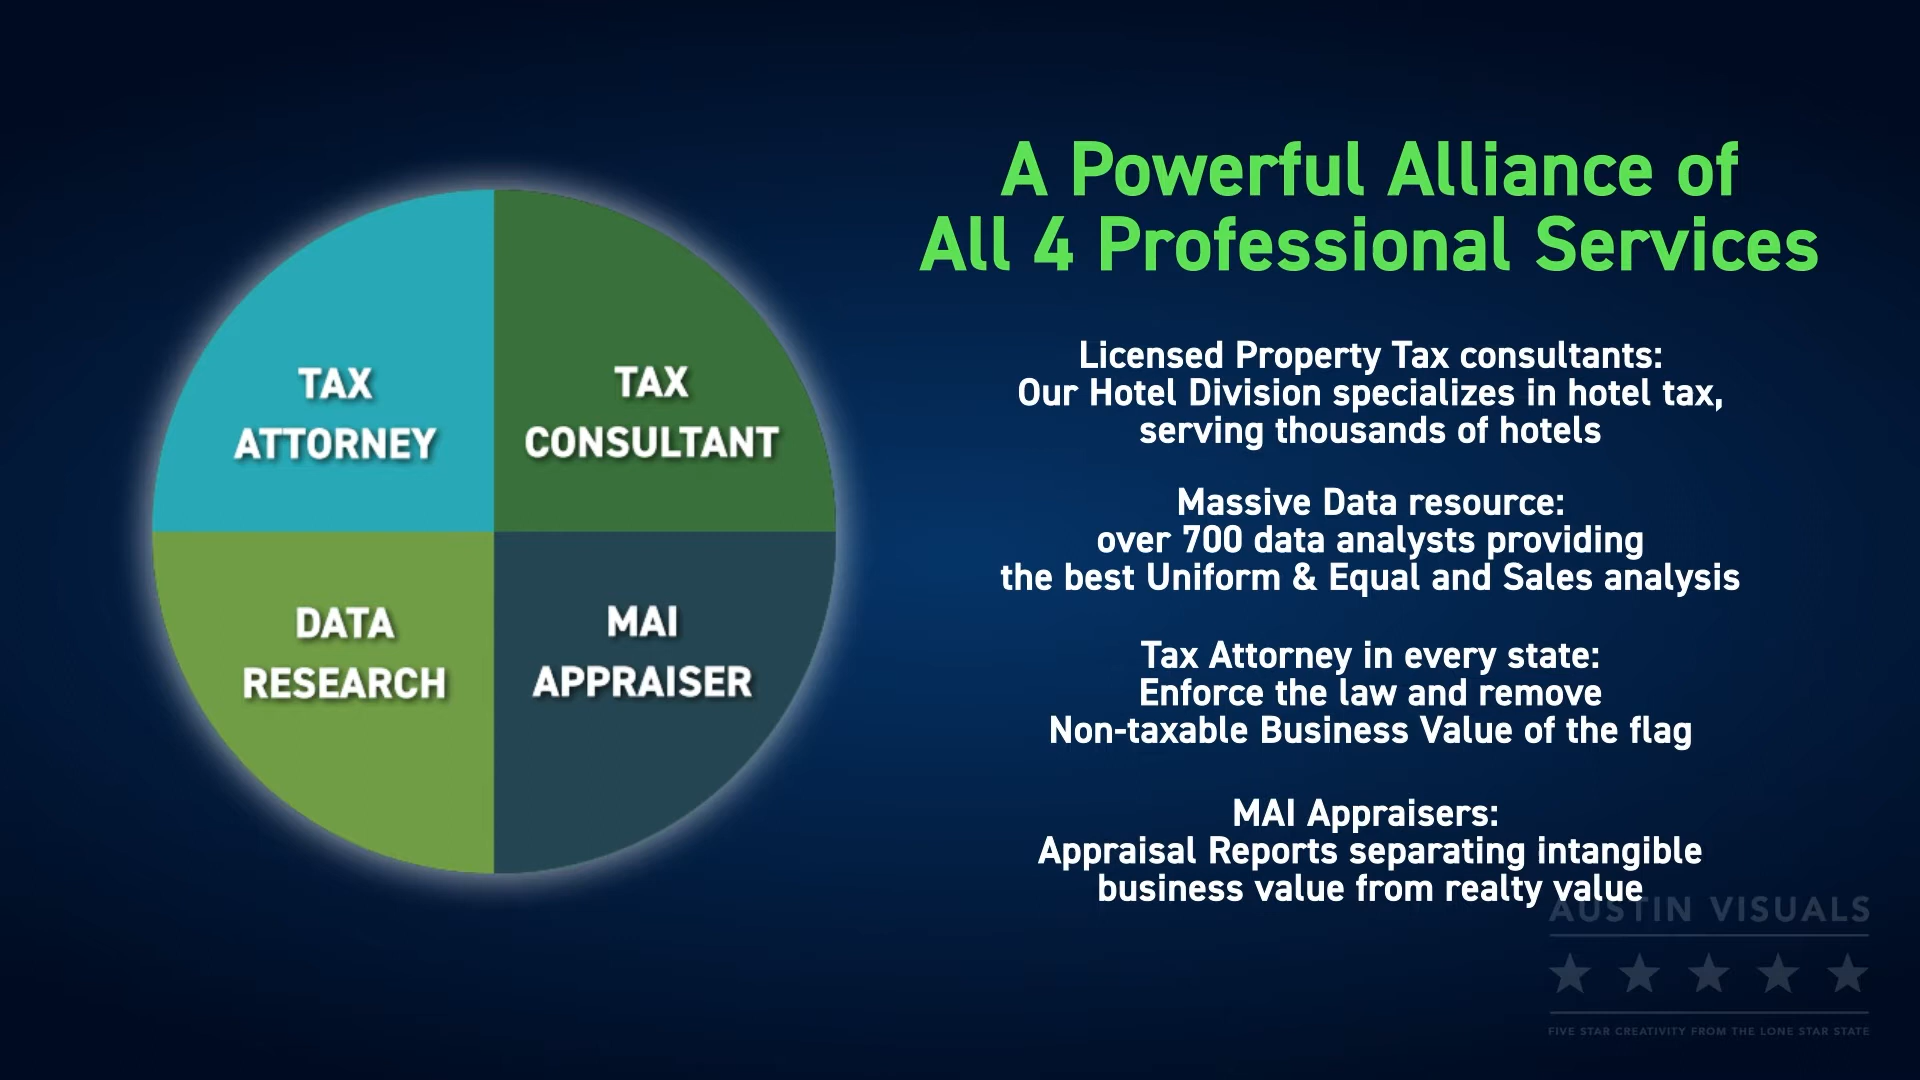 A Powerful Alliance of
All 4 Professional Services
TAX
ATTORNEY
TAX
CONSULTANT
DATA
RESEARCH
MAI
APPRAISER
Licensed Property Tax consultants:
Our Hotel Division specializes in hotel tax,
serving thousands of hotels
Massive Data resource:
over 700 data analysts providing
the best Uniform & Equal and Sales analysis
Tax Attorney in every state:
Enforce the law and remove
Non-taxable Business Value of the flag
MAI Appraisers:
Appraisal Reports separating intangible
business value from realty value
AUSTIN VISUALS
FIVE STAR CREATIVITY FROM THE LONE STAR STATE